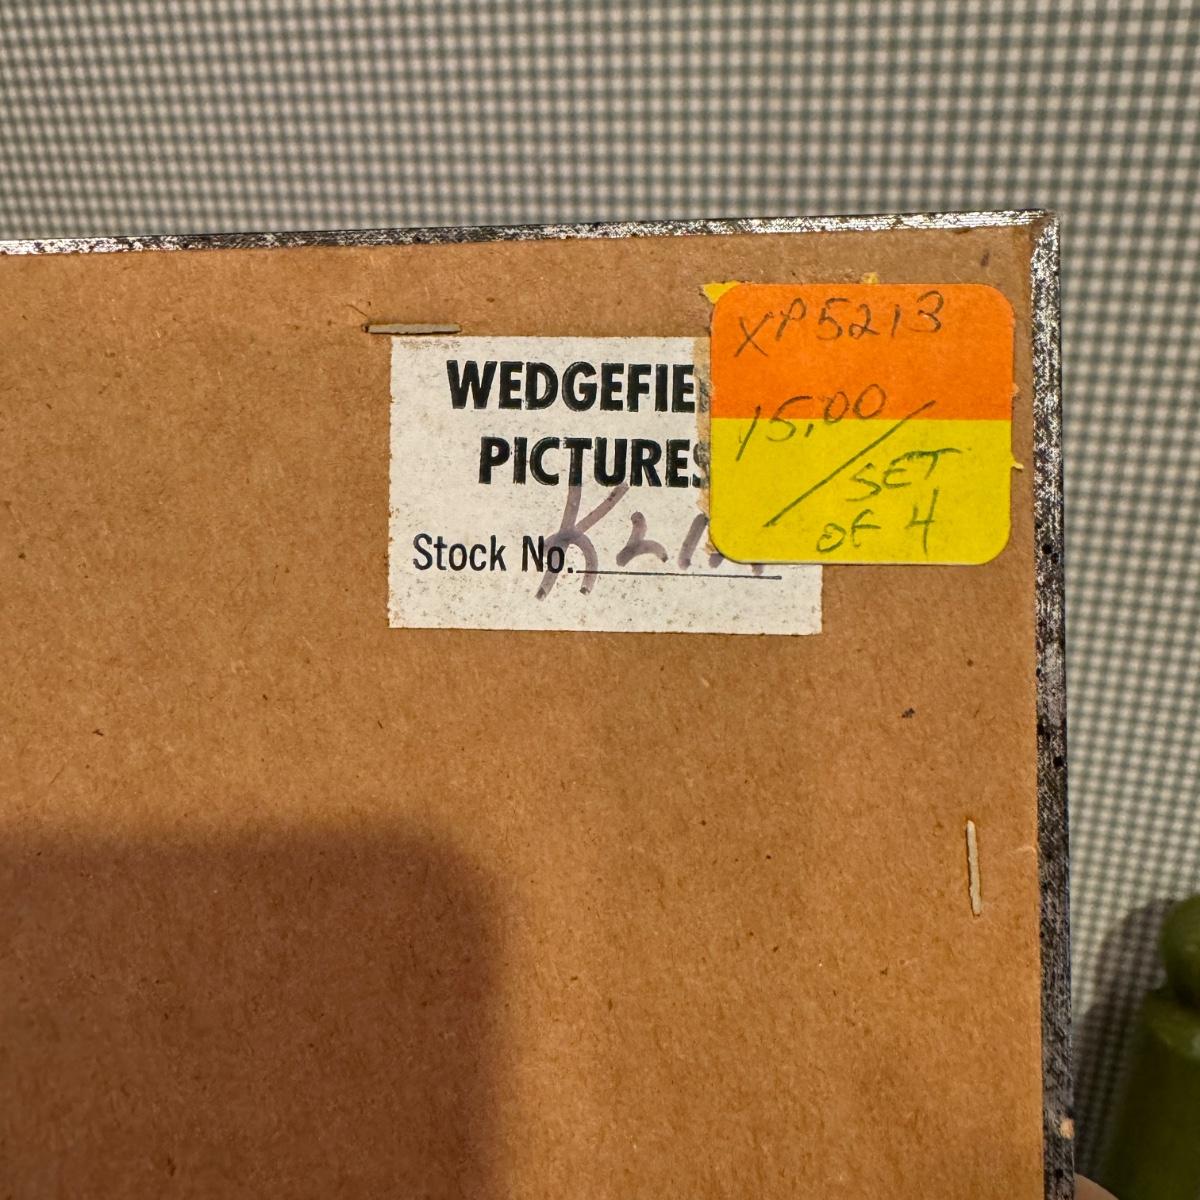 WEDGEFIE
PICTURES
Stock No.
XP5213
15.00/
SET
OF 4